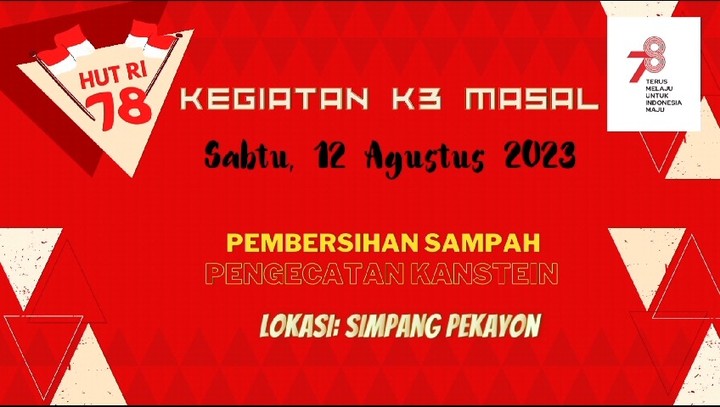 HUT RI
78
KEGIATAN K3 MASAL
78
TERUS
MELAJU
UNTUK
INDONESIA
MAJU
Sabtu, 12 Agustus 2023
PEMBERSIHAN SAMPAH
PENGECATAN KANSTEIN
LOKASI: SIMPANG PEKAYON